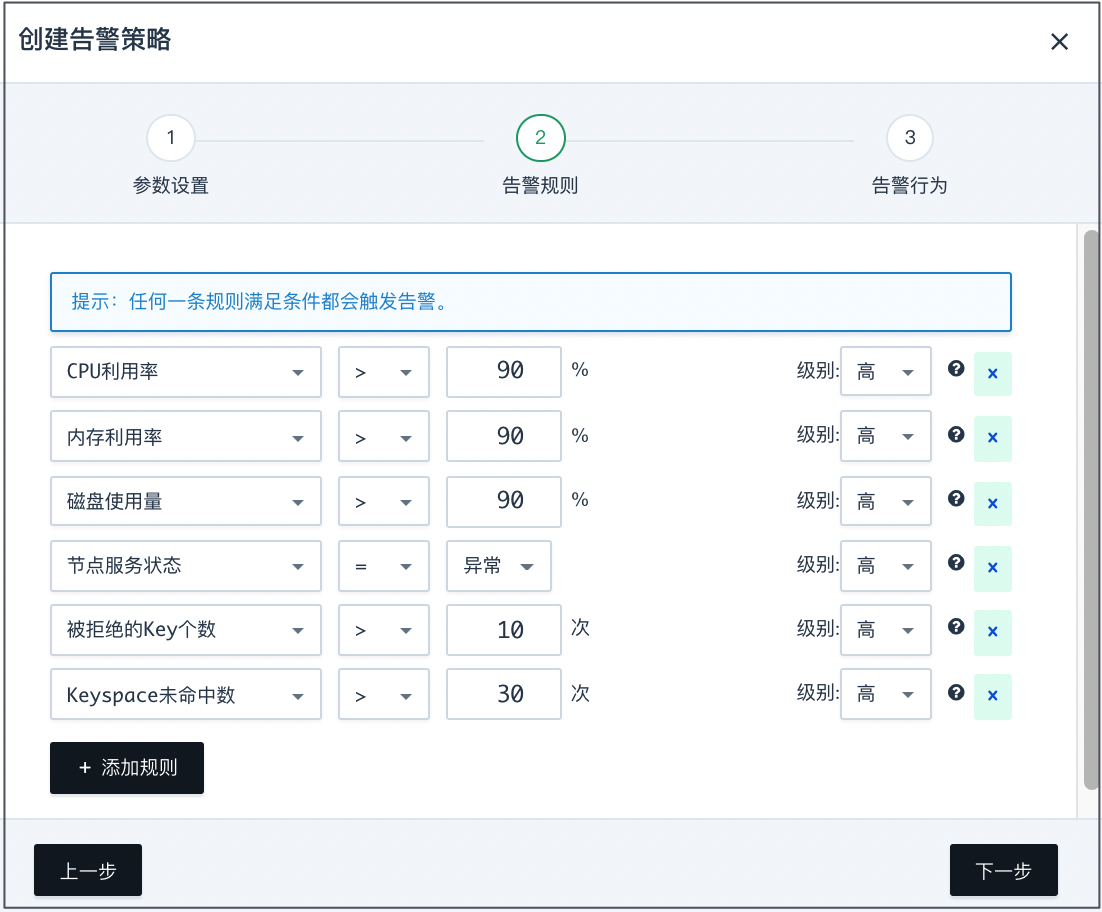 创建告警策略
1
2
3
参数设置
告警规则
告警行为
提示：任何一条规则满足条件都会触发告警。
CPU利用率 > 90 % 级别: 高 ? ×
内存利用率 > 90 % 级别: 高 ? ×
磁盘使用量 > 90 % 级别: 高 ? ×
节点服务状态 = 异常 级别: 高 ? ×
被拒绝的Key个数 > 10 次 级别: 高 ? ×
Keyspace未命中数 > 30 次 级别: 高 ? ×
+ 添加规则
上一步
下一步